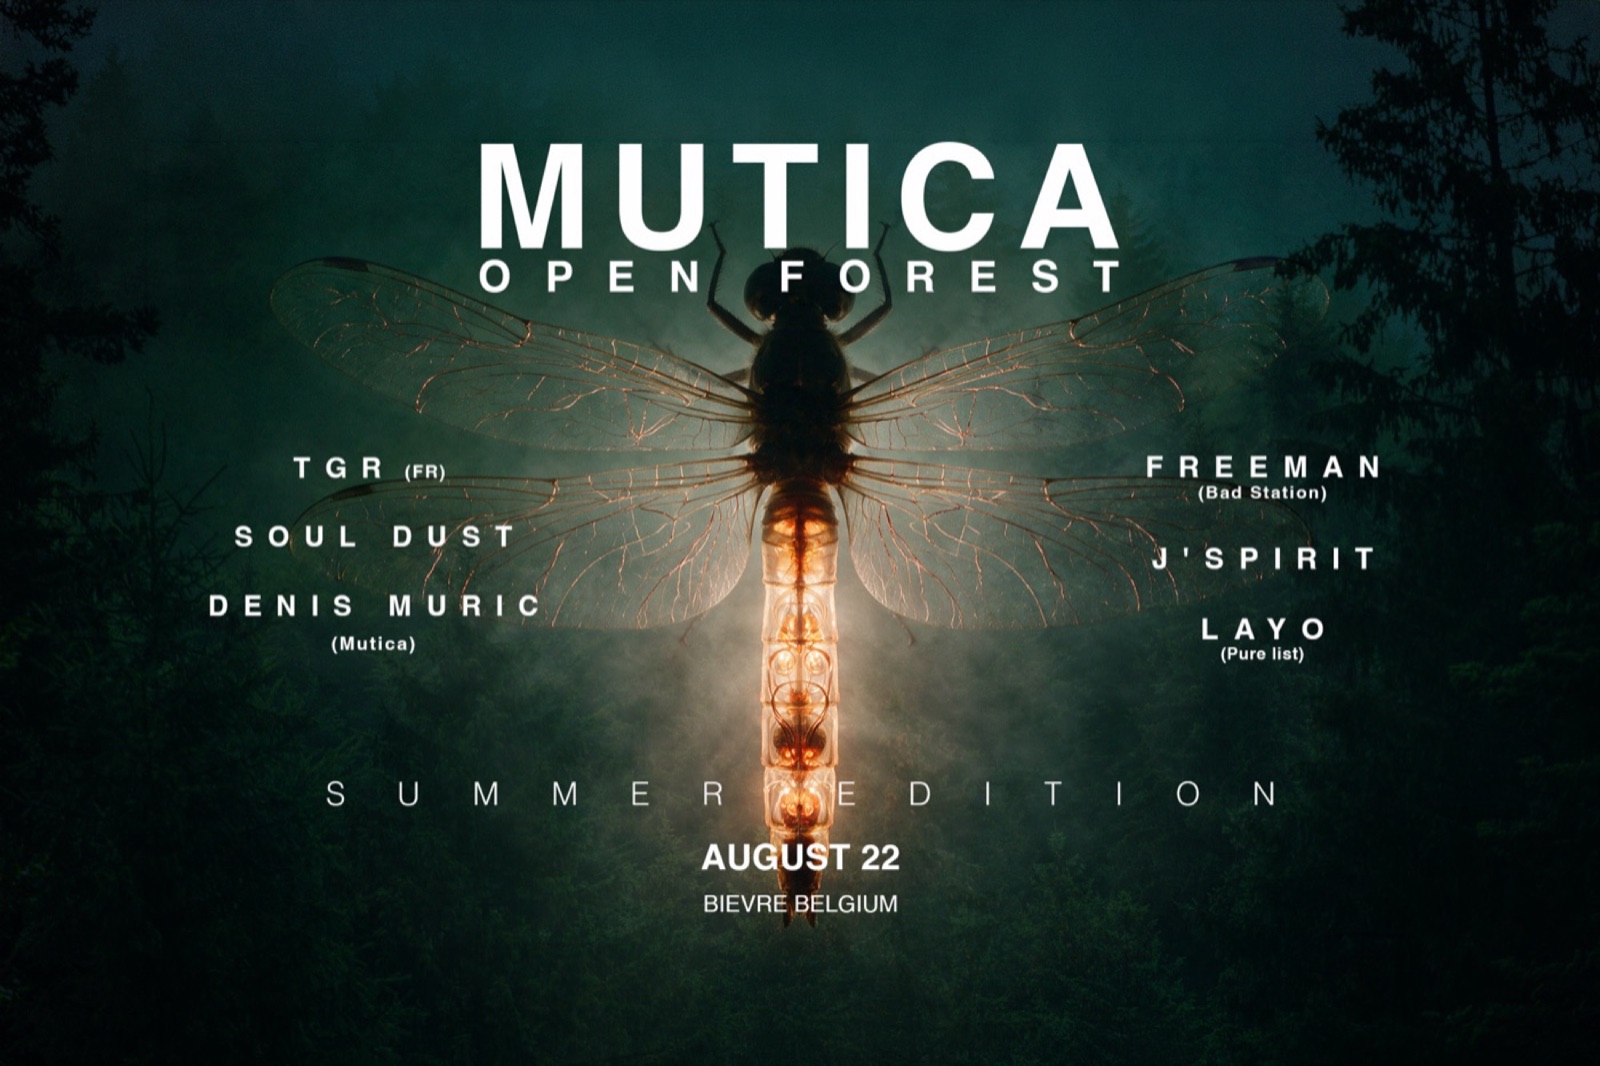 MUTICA
OPEN FOREST
TGR (FR)
SOUL DUST
DENIS MURIC
(Mutica)
FREEMAN
(Bad Station)
J'SPIRIT
LAYO
(Pure list)
SUMMER EDITION
AUGUST 22
BIEVRE BELGIUM